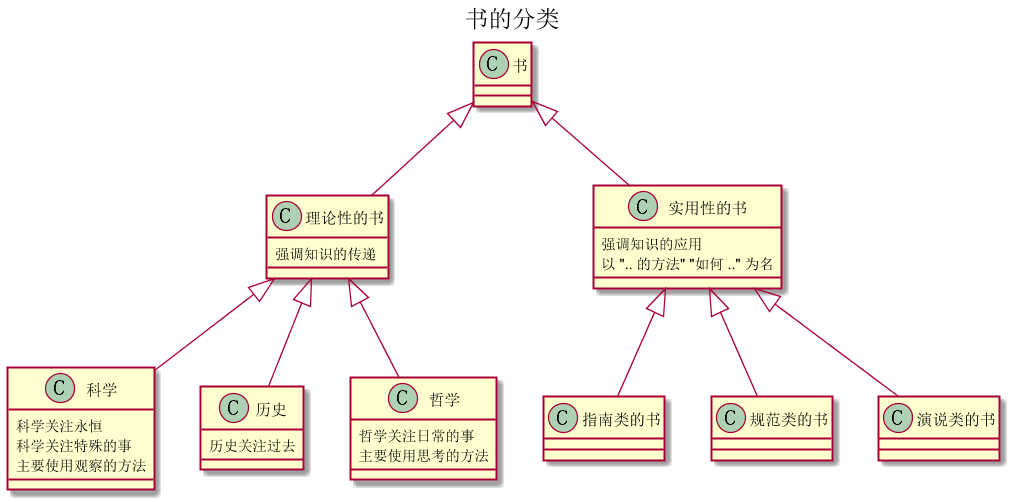 书的分类
C 书
C 理论性的书
强调知识的传递
C 实用性的书
强调知识的应用
以 ".. 的方法" "如何 .." 为名
C 科学
科学关注永恒
科学关注特殊的事
主要使用观察的方法
C 历史
历史关注过去
C 哲学
哲学关注日常的事
主要使用思考的方法
C 指南类的书
C 规范类的书
C 演说类的书